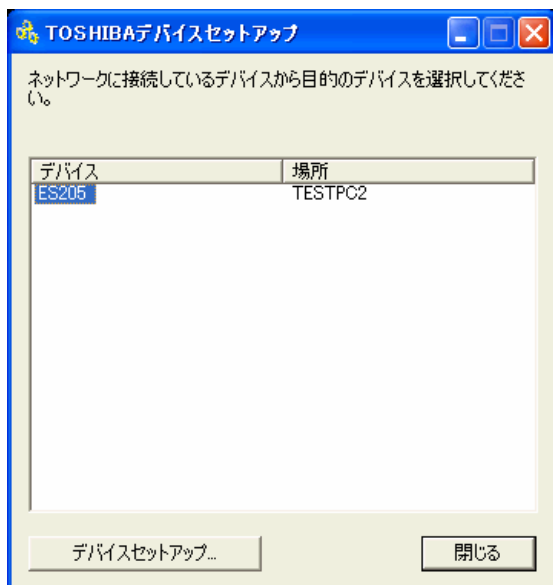 TOSHIBAデバイスセットアップ
ネットワークに接続しているデバイスから目的のデバイスを選択してくださ
い。
デバイス 場所
ES205 TESTPC2
デバイスセットアップ... 閉じる